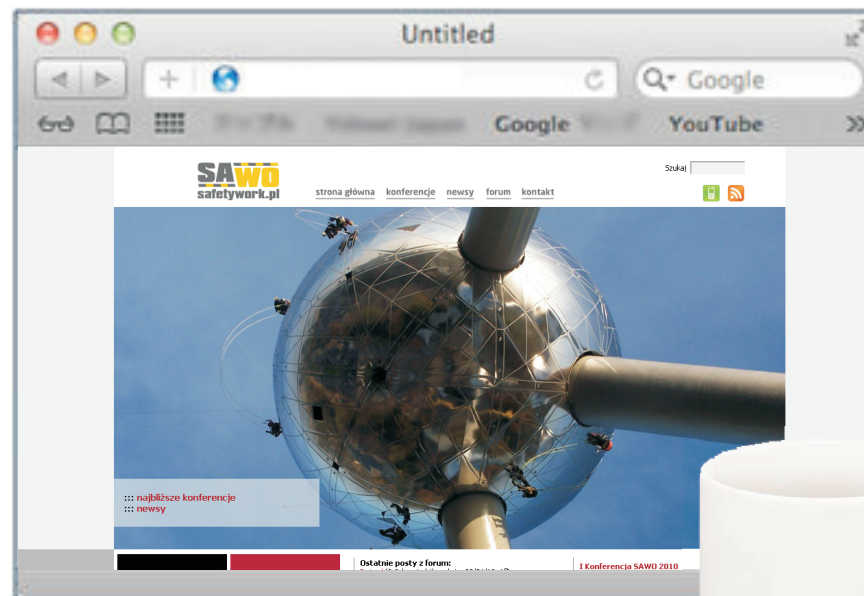 Untitled
Google
Google
YouTube
SAWO
safetywork.pl
strona główna konferencje newsy forum kontakt
Szukaj
::: najbliższe konferencje
::: newsy
Ostatnie posty z forum:
I Konferencja SAWO 2010